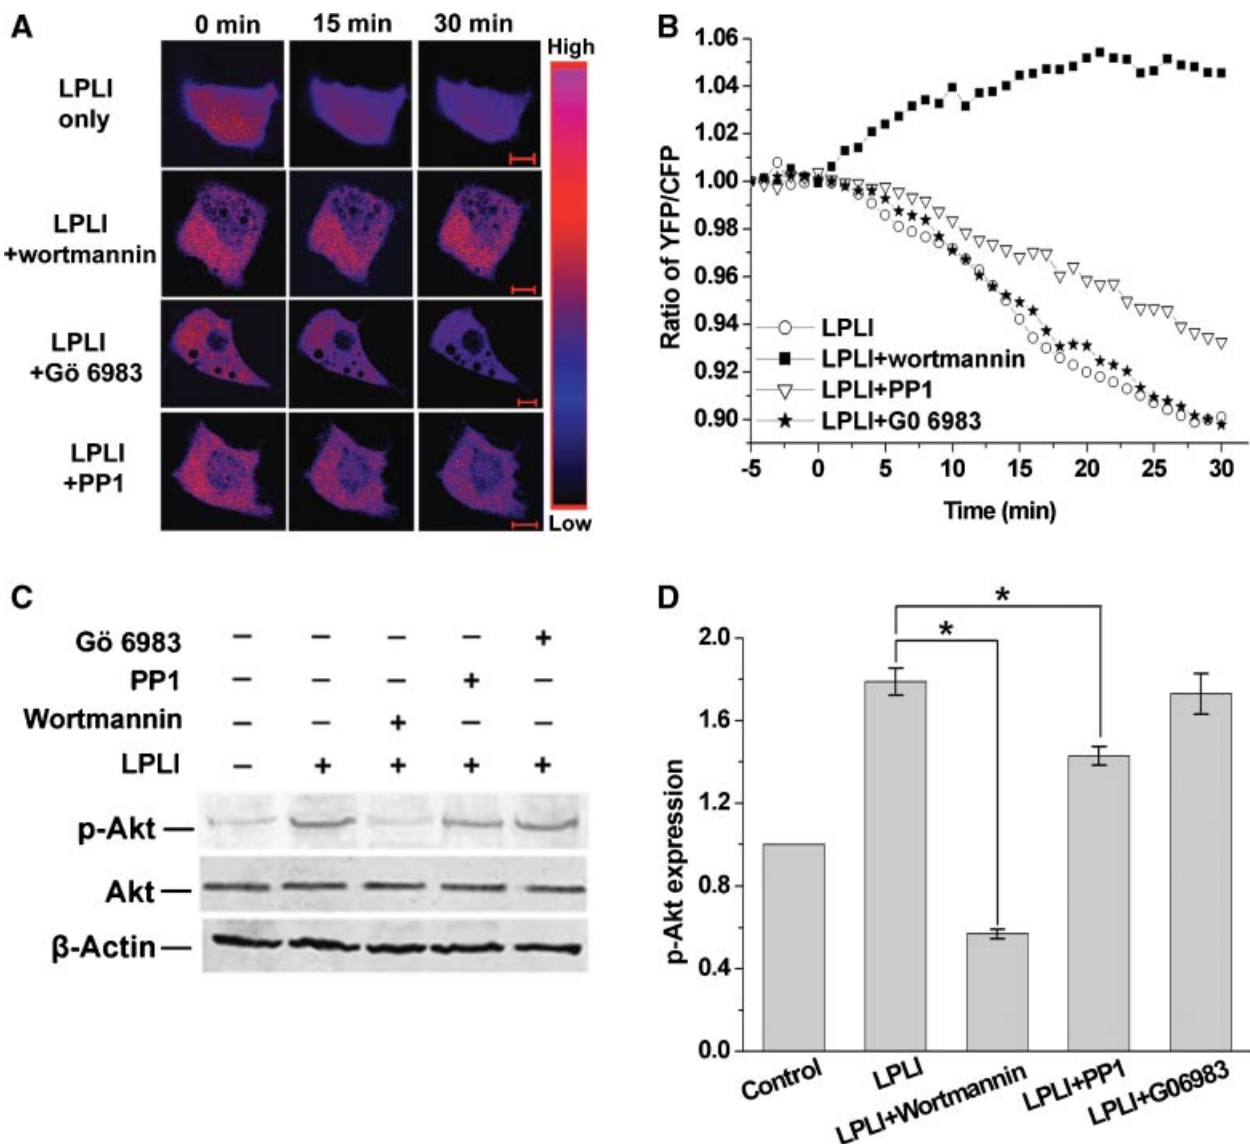 A
0 min 15 min 30 min
High
LPLI
only
LPLI
+wortmannin
LPLI
+Gö 6983
LPLI
+PP1
Low
B
1.06
1.04
1.02
1.00
0.98
0.96
0.94
0.92
0.90
Ratio of YFP/CFP
LPLI
LPLI+wortmannin
LPLI+PP1
LPLI+G0 6983
-5 0 5 10 15 20 25 30
Time (min)
C
Gö 6983 – – – – +
PP1 – – – + –
Wortmannin – – + – –
LPLI – + + + +
p-Akt
Akt
β-Actin
D
* 
*
2.0
1.6
1.2
0.8
0.4
0.0
p-Akt expression
Control LPLI LPLI+Wortmannin LPLI+PP1 LPLI+G06983